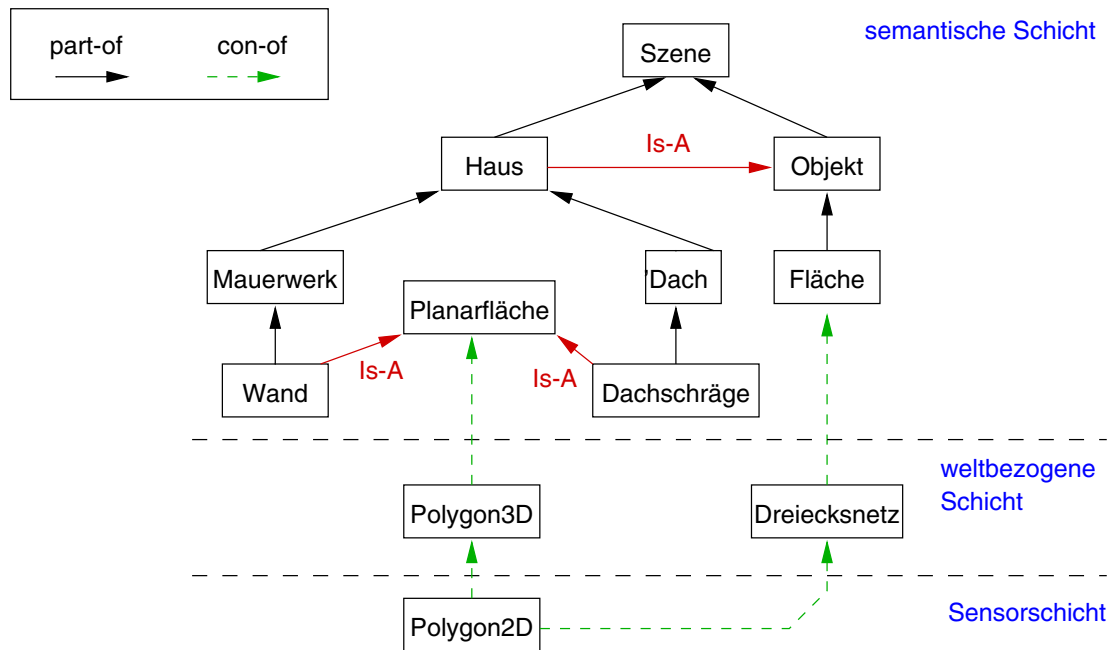 part-of
con-of
semantische Schicht
Szene
Is-A
Haus
Objekt
Mauerwerk
'Dach
Fläche
Planarfläche
Is-A
Is-A
Wand
Dachschräge
weltbezogene
Schicht
Polygon3D
Dreiecksnetz
Sensorschicht
Polygon2D